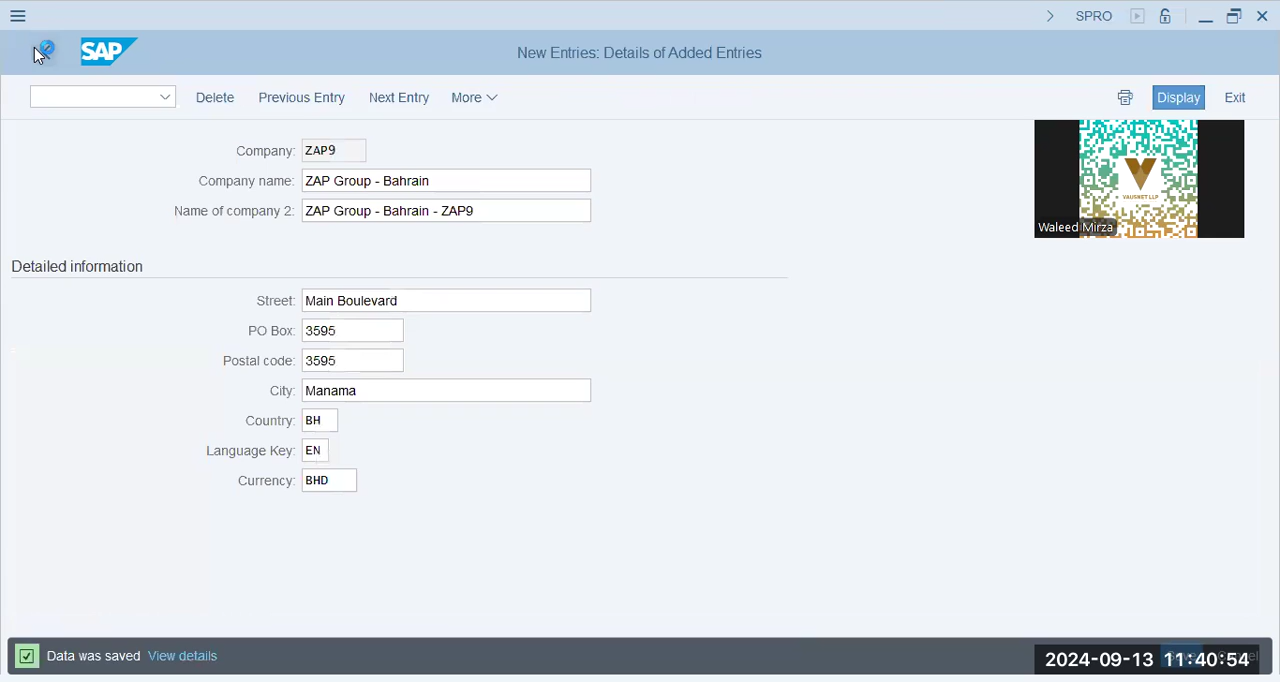 SPRO
SAP
New Entries: Details of Added Entries
Delete Previous Entry Next Entry More Display Exit
Company: ZAP9
Company name: ZAP Group - Bahrain
Name of company 2: ZAP Group - Bahrain - ZAP9
VAUSNET LLP
Waleed Mirza
Detailed information
Street: Main Boulevard
PO Box: 3595
Postal code: 3595
City: Manama
Country: BH
Language Key: EN
Currency: BHD
Data was saved View details
2024-09-13 11:40:54